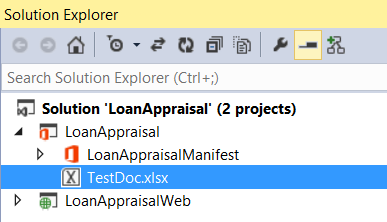 Solution Explorer
Search Solution Explorer (Ctrl+;)
Solution 'LoanAppraisal' (2 projects)
LoanAppraisal
LoanAppraisalManifest
TestDoc.xlsx
LoanAppraisalWeb